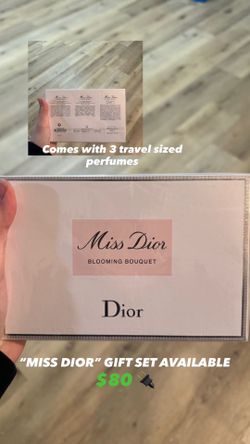 Comes with 3 travel sized
perfumes
Miss Dior
BLOOMING BOUQUET
Dior
“MISS DIOR” GIFT SET AVAILABLE
$80